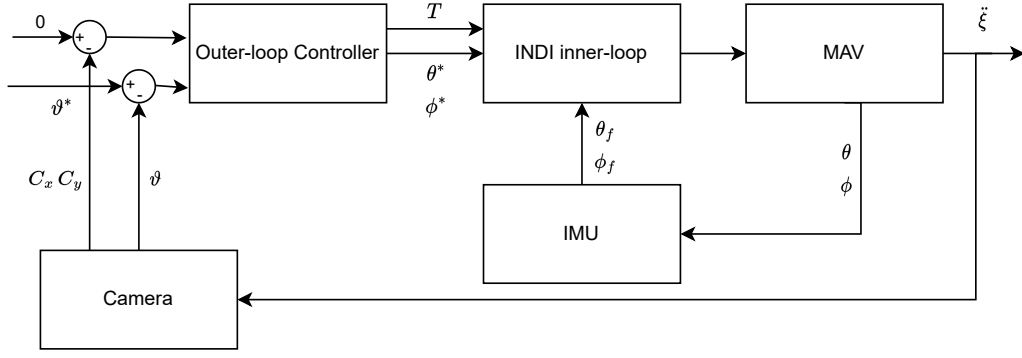 0
T
ξ̈
+
-
Outer-loop Controller
INDI inner-loop
MAV
+
-
θ*
ϕ*
ϑ*
θ_f
ϕ_f
θ
ϕ
C_x C_y
ϑ
IMU
Camera